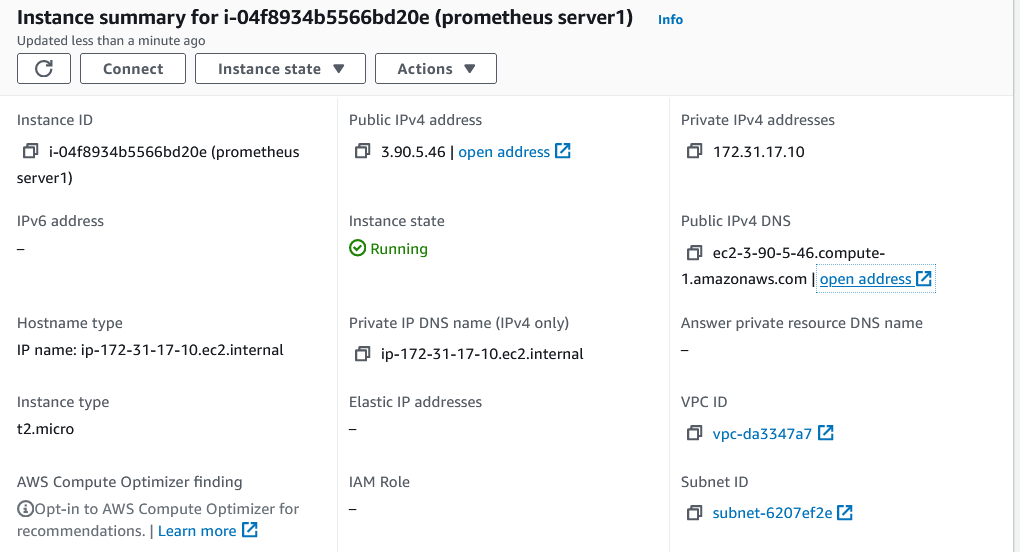 Instance summary for i-04f8934b5566bd20e (prometheus server1) Info
Updated less than a minute ago
Connect
Instance state ▼
Actions ▼
Instance ID
i-04f8934b5566bd20e (prometheus
server1)
Public IPv4 address
3.90.5.46 | open address
Private IPv4 addresses
172.31.17.10
IPv6 address
–
Instance state
Running
Public IPv4 DNS
ec2-3-90-5-46.compute-
1.amazonaws.com | open address
Hostname type
IP name: ip-172-31-17-10.ec2.internal
Private IP DNS name (IPv4 only)
ip-172-31-17-10.ec2.internal
Answer private resource DNS name
–
Instance type
t2.micro
Elastic IP addresses
–
VPC ID
vpc-da3347a7
AWS Compute Optimizer finding
Opt-in to AWS Compute Optimizer for
recommendations. | Learn more
IAM Role
–
Subnet ID
subnet-6207ef2e